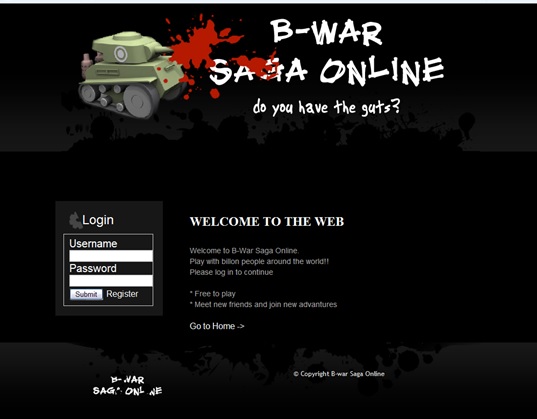 B-WAR
SAGA ONLINE
do you have the guts?
Login
Username
Password
Submit Register
WELCOME TO THE WEB
Welcome to B-War Saga Online.
Play with bilon people around the world!!
Please log in to continue
* Free to play
* Meet new friends and join new advantures
Go to Home ->
B-WAR
SAGA ONLINE
© Copyright B-war Saga Online